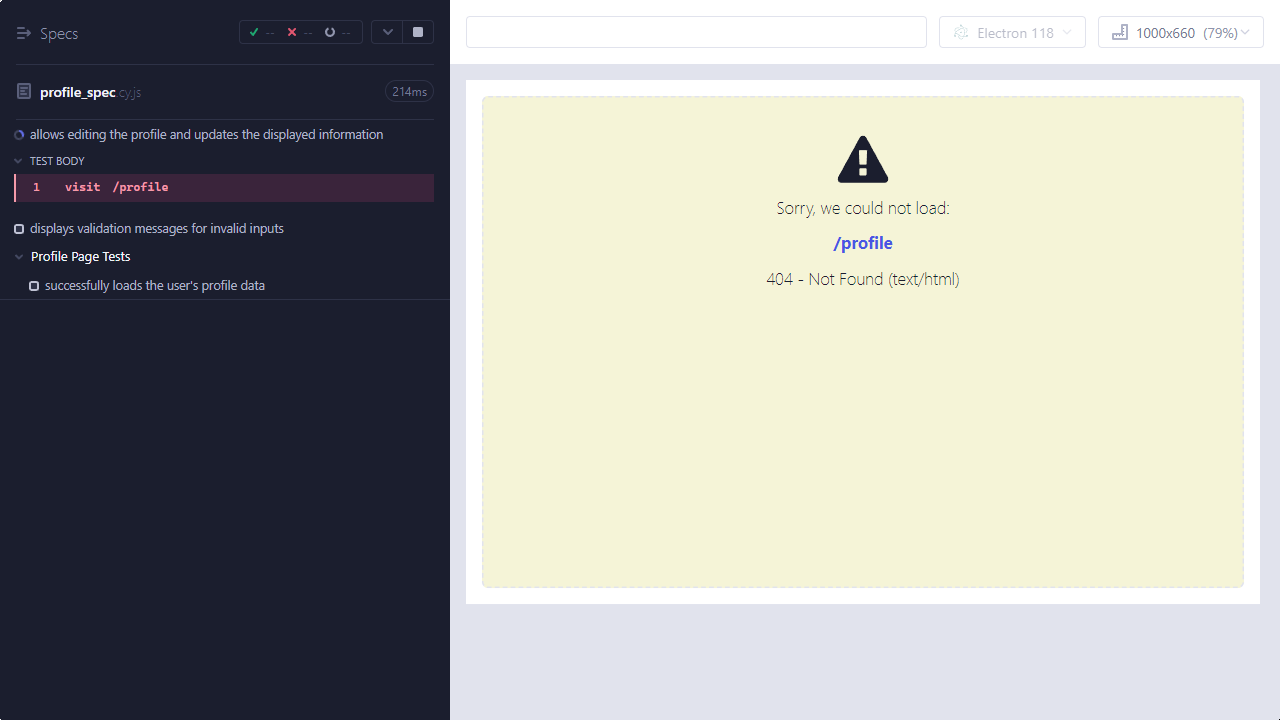 Specs
-- -- --
profile_spec.cy.js 214ms
allows editing the profile and updates the displayed information
TEST BODY
1 visit /profile
displays validation messages for invalid inputs
Profile Page Tests
successfully loads the user's profile data
Electron 118
1000x660 (79%)
Sorry, we could not load:
/profile
404 - Not Found (text/html)